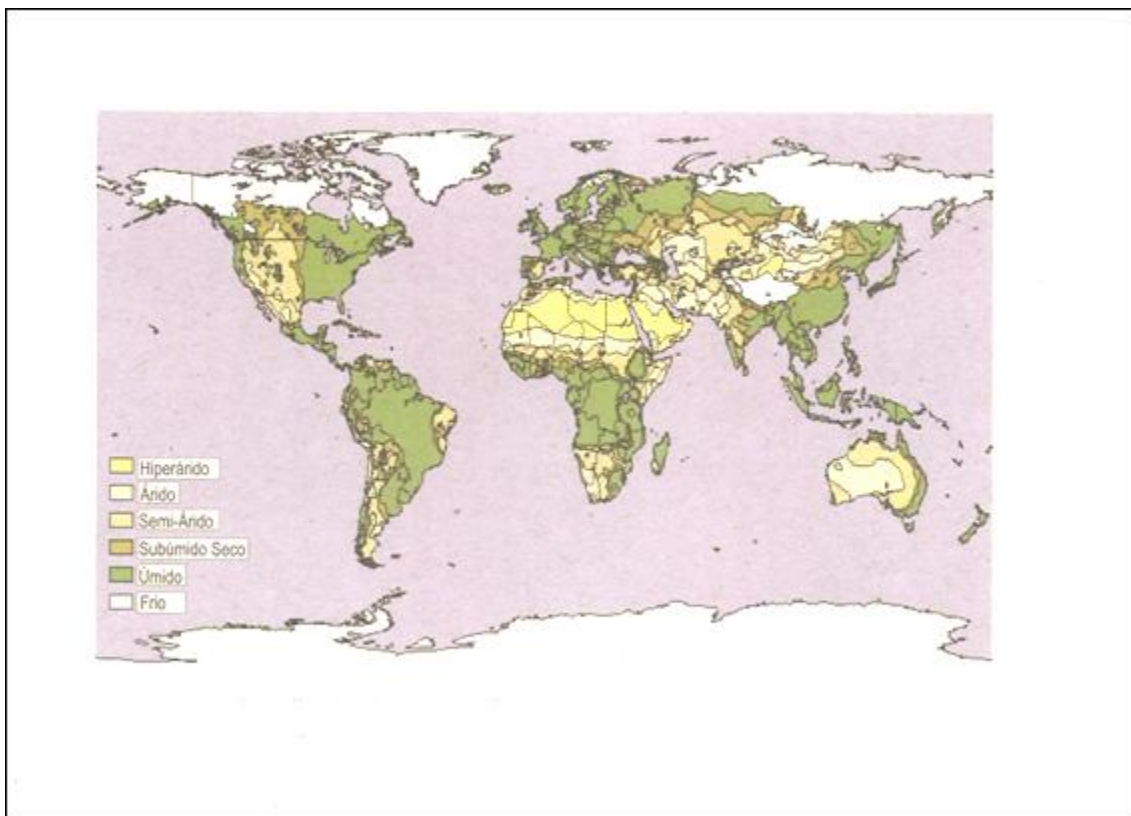 Hiperárido
Árido
Semi-Árido
Subúmido Seco
Úmido
Frio